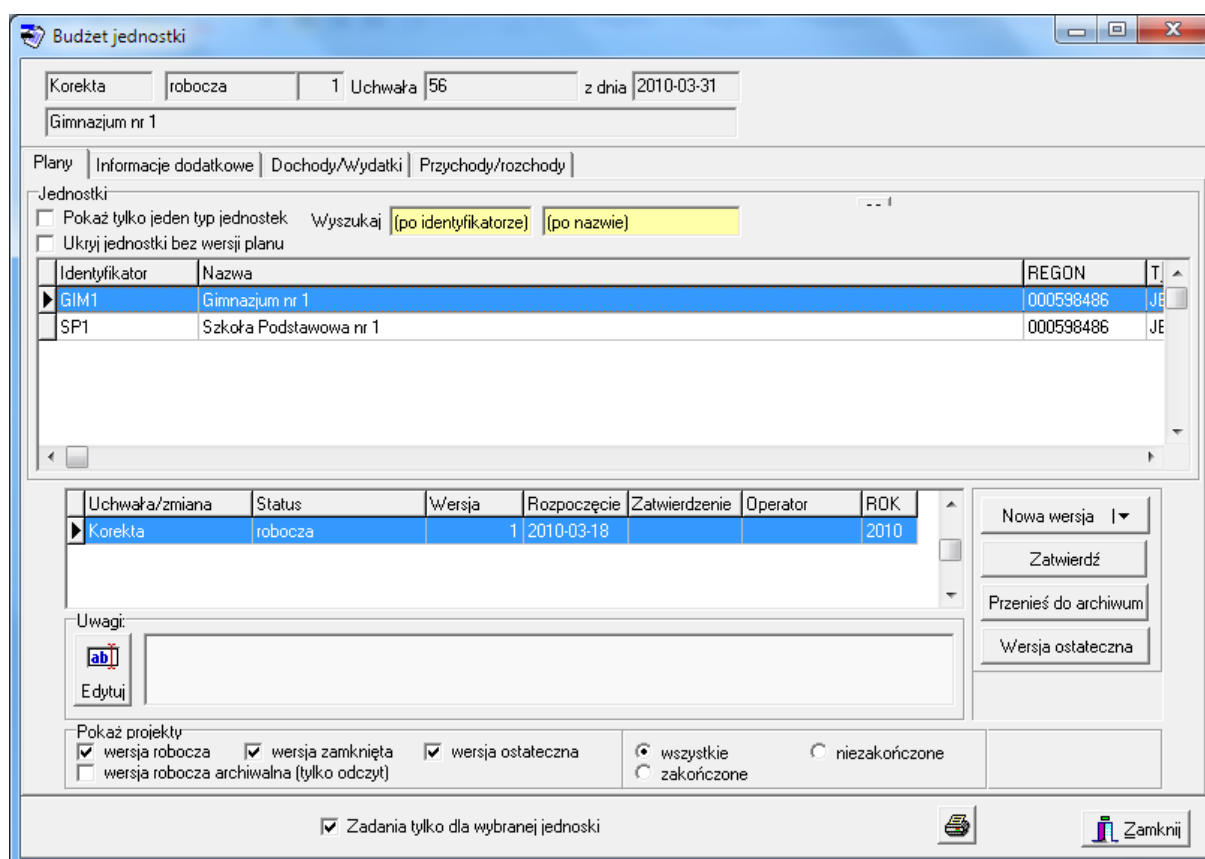 Budżet jednostki
Korekta robocza 1 Uchwała 56 z dnia 2010-03-31
Gimnazjum nr 1
Plany Informacje dodatkowe Dochody/Wydatki Przychody/rozchody
Jednostki
Pokaż tylko jeden typ jednostek Wyszukaj (po identyfikatorze) (po nazwie)
Ukryj jednostki bez wersji planu
Identyfikator Nazwa REGON T_
GIM1 Gimnazjum nr 1 000598486 JE
SP1 Szkoła Podstawowa nr 1 000598486 JE
Uchwała/zmiana Status Wersja Rozpoczęcie Zatwierdzenie Operator ROK
Korekta robocza 1 2010-03-18 2010
Nowa wersja
Zatwierdź
Przenieś do archiwum
Wersja ostateczna
Uwagi:
ab
Edytuj
Pokaż projekty
wersja robocza wersja zamknięta wersja ostateczna wszystkie niezakończone
wersja robocza archiwalna (tylko odczyt) zakończone
Zadania tylko dla wybranej jednoski Zamknij